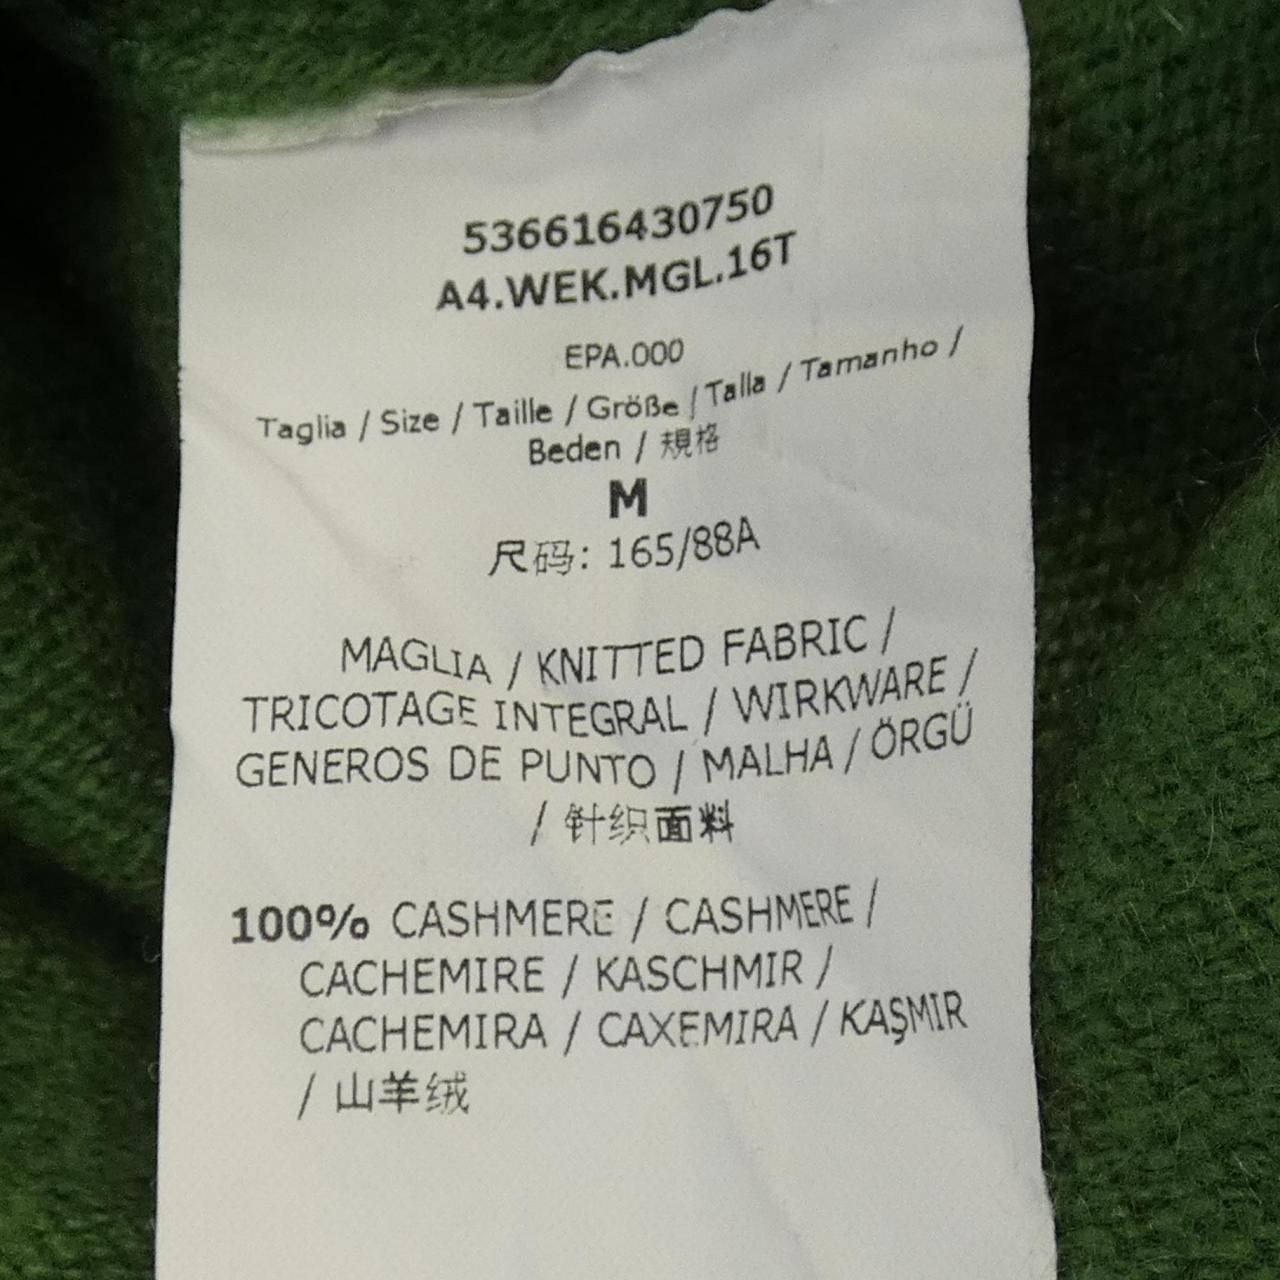 536616430750
A4.WEK.MGL.16T
EPA.000
Taglia / Size / Taille / Größe / Talla / Tamanho /
Beden / 規格
M
尺码: 165/88A
MAGLIA / KNITTED FABRIC /
TRICOTAGE INTEGRAL / WIRKWARE /
GENEROS DE PUNTO / MALHA / ÖRGÜ
/ 针织面料
100% CASHMERE / CASHMERE /
CACHEMIRE / KASCHMIR /
CACHEMIRA / CAXEMIRA / KAŞMIR
/ 山羊绒